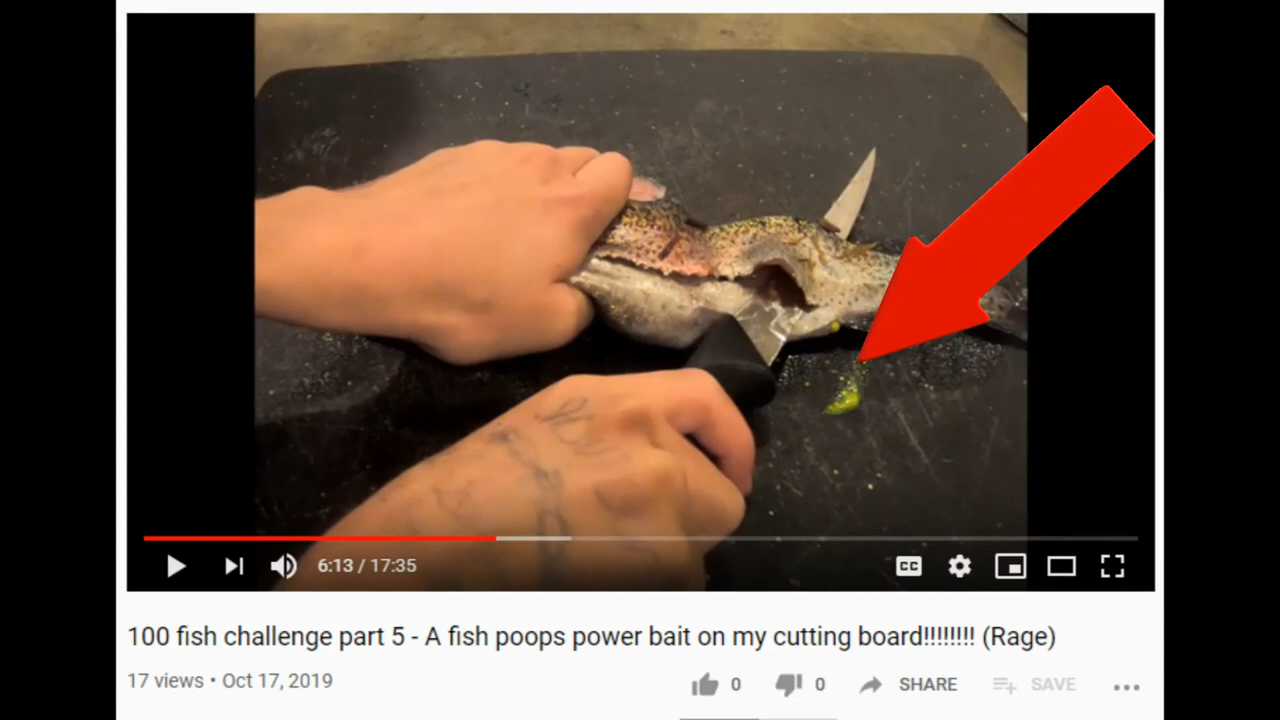 6:13 / 17:35
CC
100 fish challenge part 5 - A fish poops power bait on my cutting board!!!!!!!! (Rage)
17 views • Oct 17, 2019
0
0
SHARE
SAVE